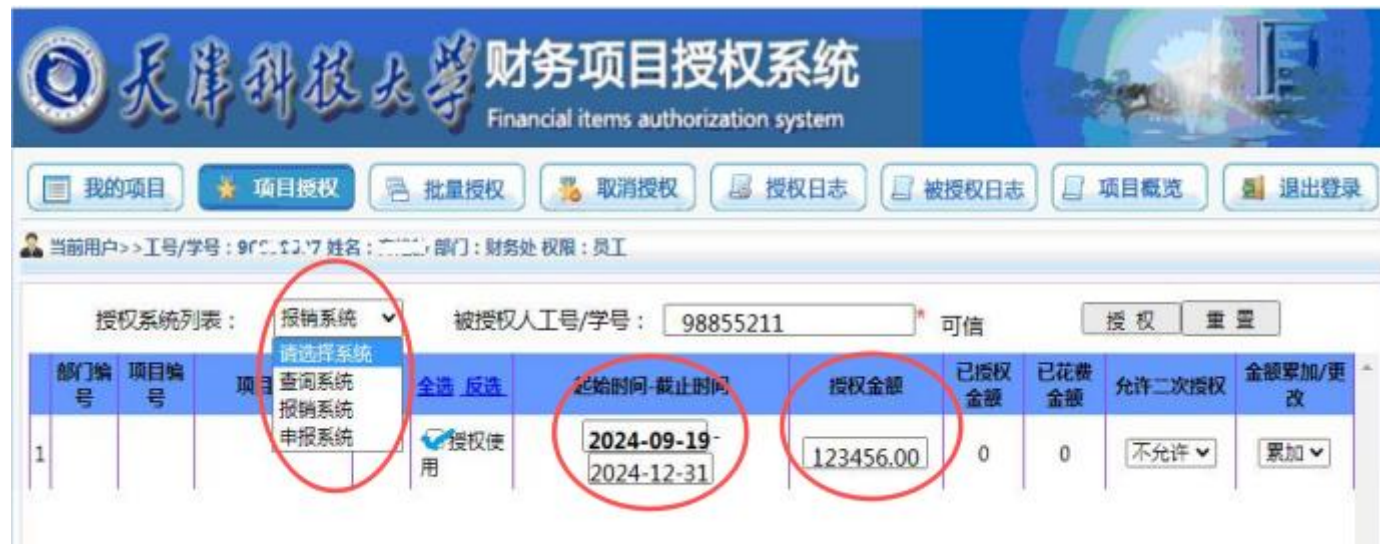 天津科技大学 财务项目授权系统
Financial items authorization system
我的项目 项目授权 批量授权 取消授权 授权日志 被授权日志 项目概览 退出登录
当前用户>>工号/学号： 姓名： 部门：财务处 权限：员工
授权系统列表： 报销系统 被授权人工号/学号： 98855211 * 可信 授 权 重 置
请选择系统
查询系统
报销系统
申报系统
部门编号 项目编号 项目 全选 反选 起始时间-截止时间 授权金额 已授权金额 已花费金额 允许二次授权 金额累加/更改
1 授权使用 2024-09-19- 123456.00 0 0 不允许 累加
2024-12-31